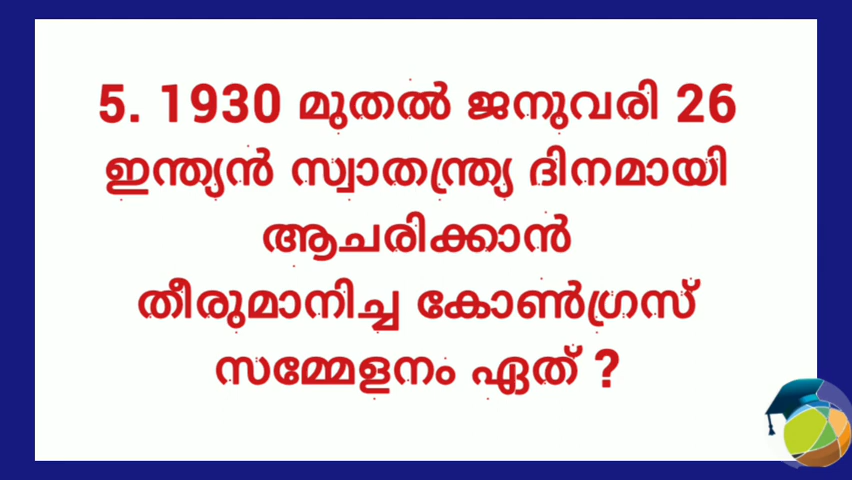 5. 1930 മുതൽ ജനുവരി 26
ഇന്ത്യൻ സ്വാതന്ത്ര്യ ദിനമായി
ആചരിക്കാൻ
തീരുമാനിച്ച കോൺഗ്രസ്
സമ്മേളനം ഏത് ?